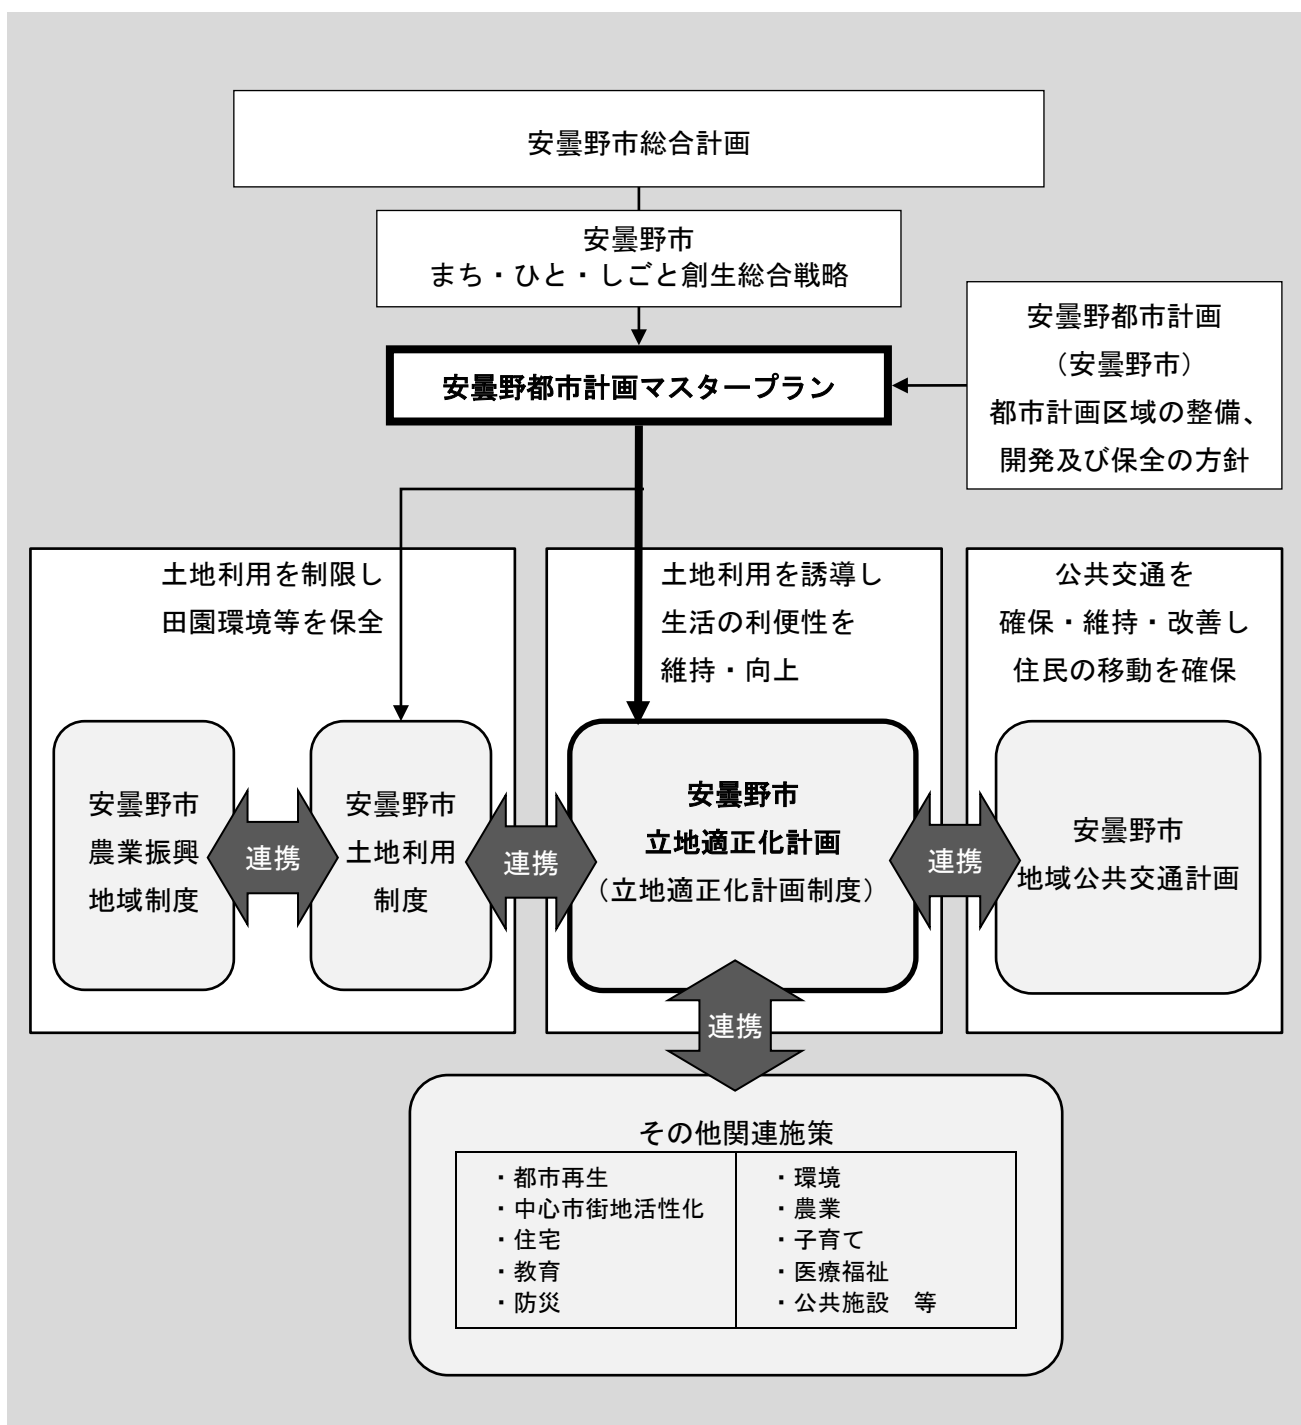 安曇野市総合計画
安曇野市
まち・ひと・しごと創生総合戦略
安曇野都市計画マスタープラン
安曇野都市計画
（安曇野市）
都市計画区域の整備、
開発及び保全の方針
土地利用を制限し
田園環境等を保全
土地利用を誘導し
生活の利便性を
維持・向上
公共交通を
確保・維持・改善し
住民の移動を確保
安曇野市
農業振興
地域制度
連携
安曇野市
土地利用
制度
連携
安曇野市
立地適正化計画
（立地適正化計画制度）
連携
安曇野市
地域公共交通計画
連携
その他関連施策
・都市再生
・中心市街地活性化
・住宅
・教育
・防災
・環境
・農業
・子育て
・医療福祉
・公共施設　等